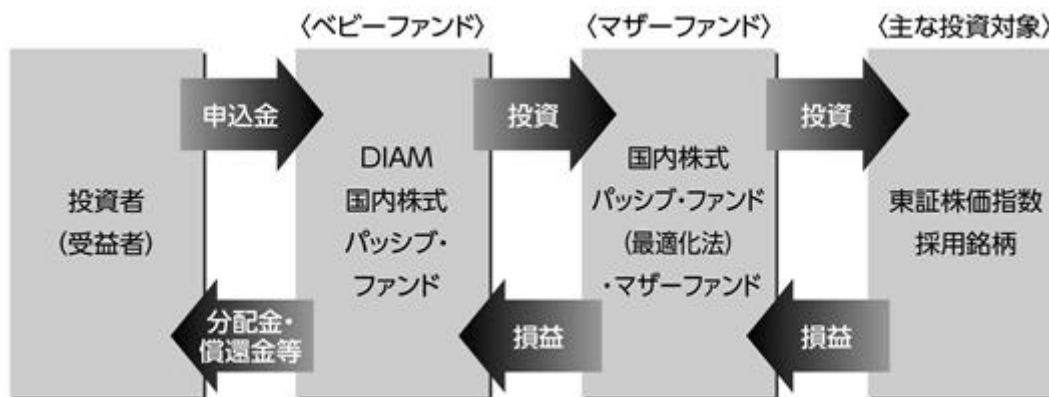 〈ベビーファンド〉
〈マザーファンド〉
〈主な投資対象〉
申込金
投資
投資
投資者
(受益者)
DIAM
国内株式
パッシブ・
ファンド
国内株式
パッシブ・ファンド
(最適化法)
・マザーファンド
東証株価指数
採用銘柄
分配金・
償還金等
損益
損益